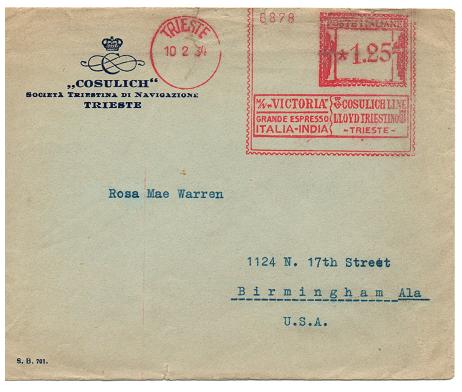 TRIESTE
10 2 34
6878
POSTE ITALIANE
*1.25
M/N "VICTORIA"
GRANDE ESPRESSO
ITALIA-INDIA
COSULICH LINE
LLOYD TRIESTINO
-TRIESTE-
„COSULICH"
SOCIETÀ TRIESTINA DI NAVIGAZIONE
TRIESTE
Rosa Mae Warren
1124 N. 17th Street
Birmingham Ala
U.S.A.
S. B. 701.